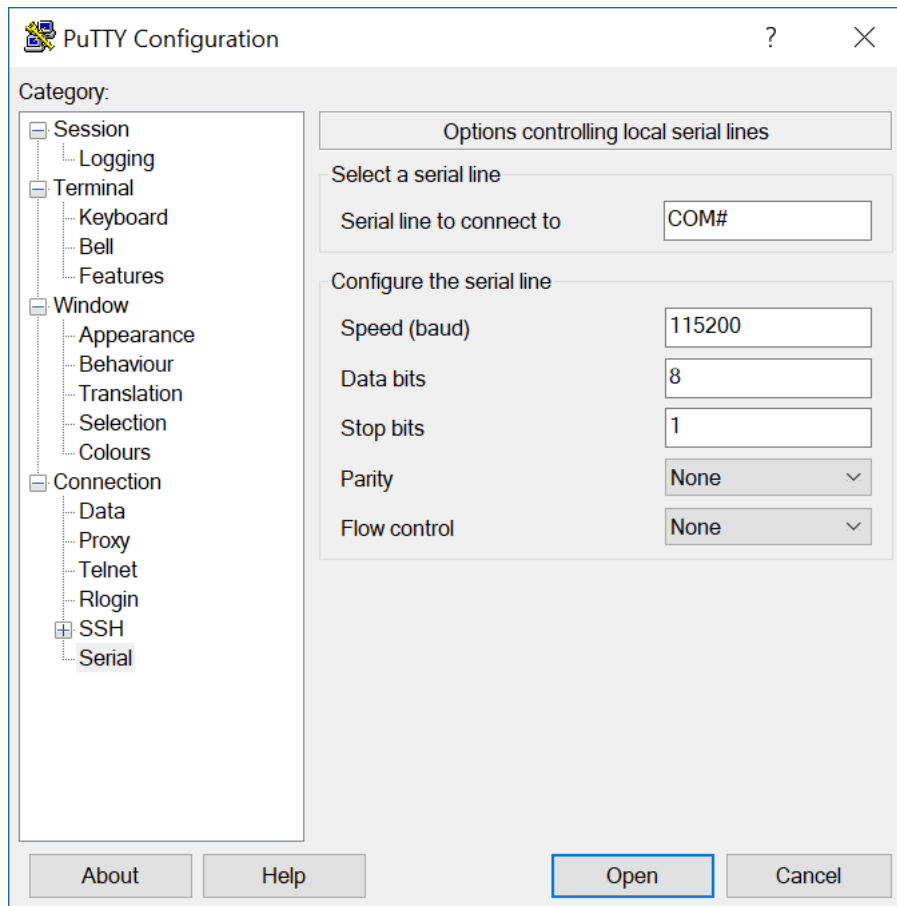 PuTTY Configuration
?
Category:
Session
Logging
Terminal
Keyboard
Bell
Features
Window
Appearance
Behaviour
Translation
Selection
Colours
Connection
Data
Proxy
Telnet
Rlogin
SSH
Serial
Options controlling local serial lines
Select a serial line
Serial line to connect to COM#
Configure the serial line
Speed (baud) 115200
Data bits 8
Stop bits 1
Parity None
Flow control None
About Help Open Cancel